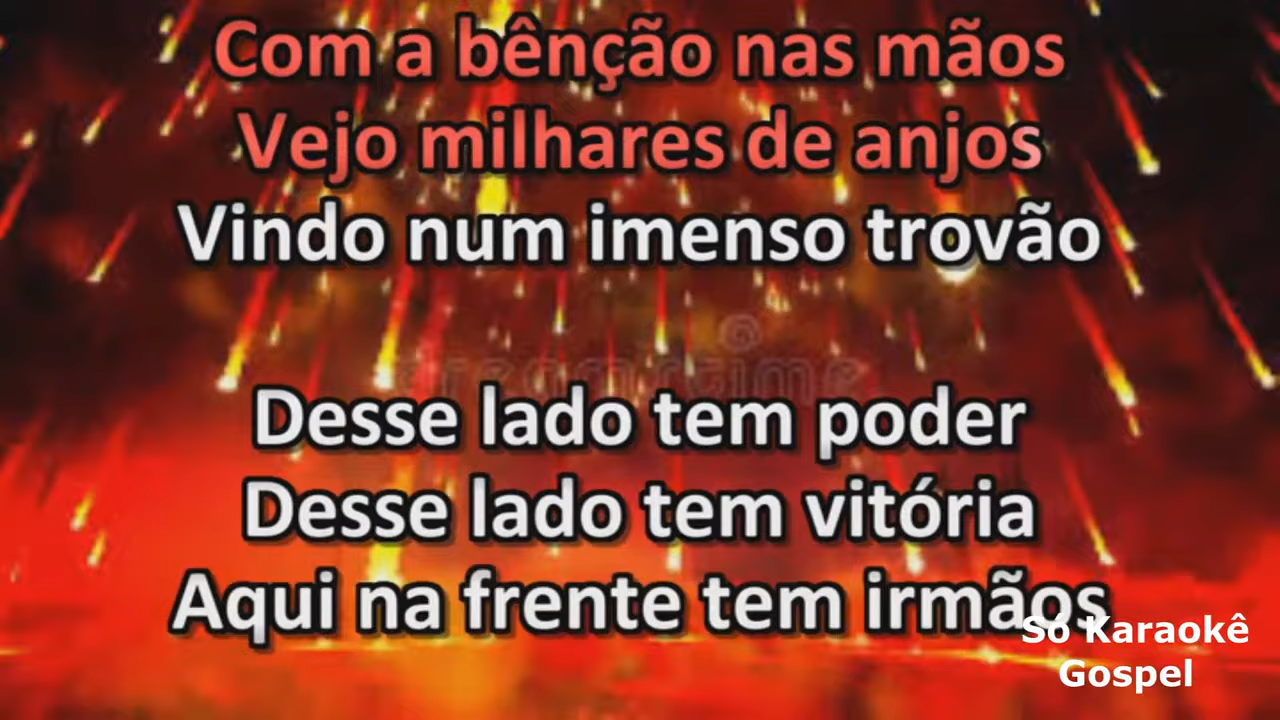 Com a bênção nas mãos
Vejo milhares de anjos
Vindo num imenso trovão
dreamstime
Desse lado tem poder
Desse lado tem vitória
Aqui na frente tem irmãos
Só Karaokê
Gospel